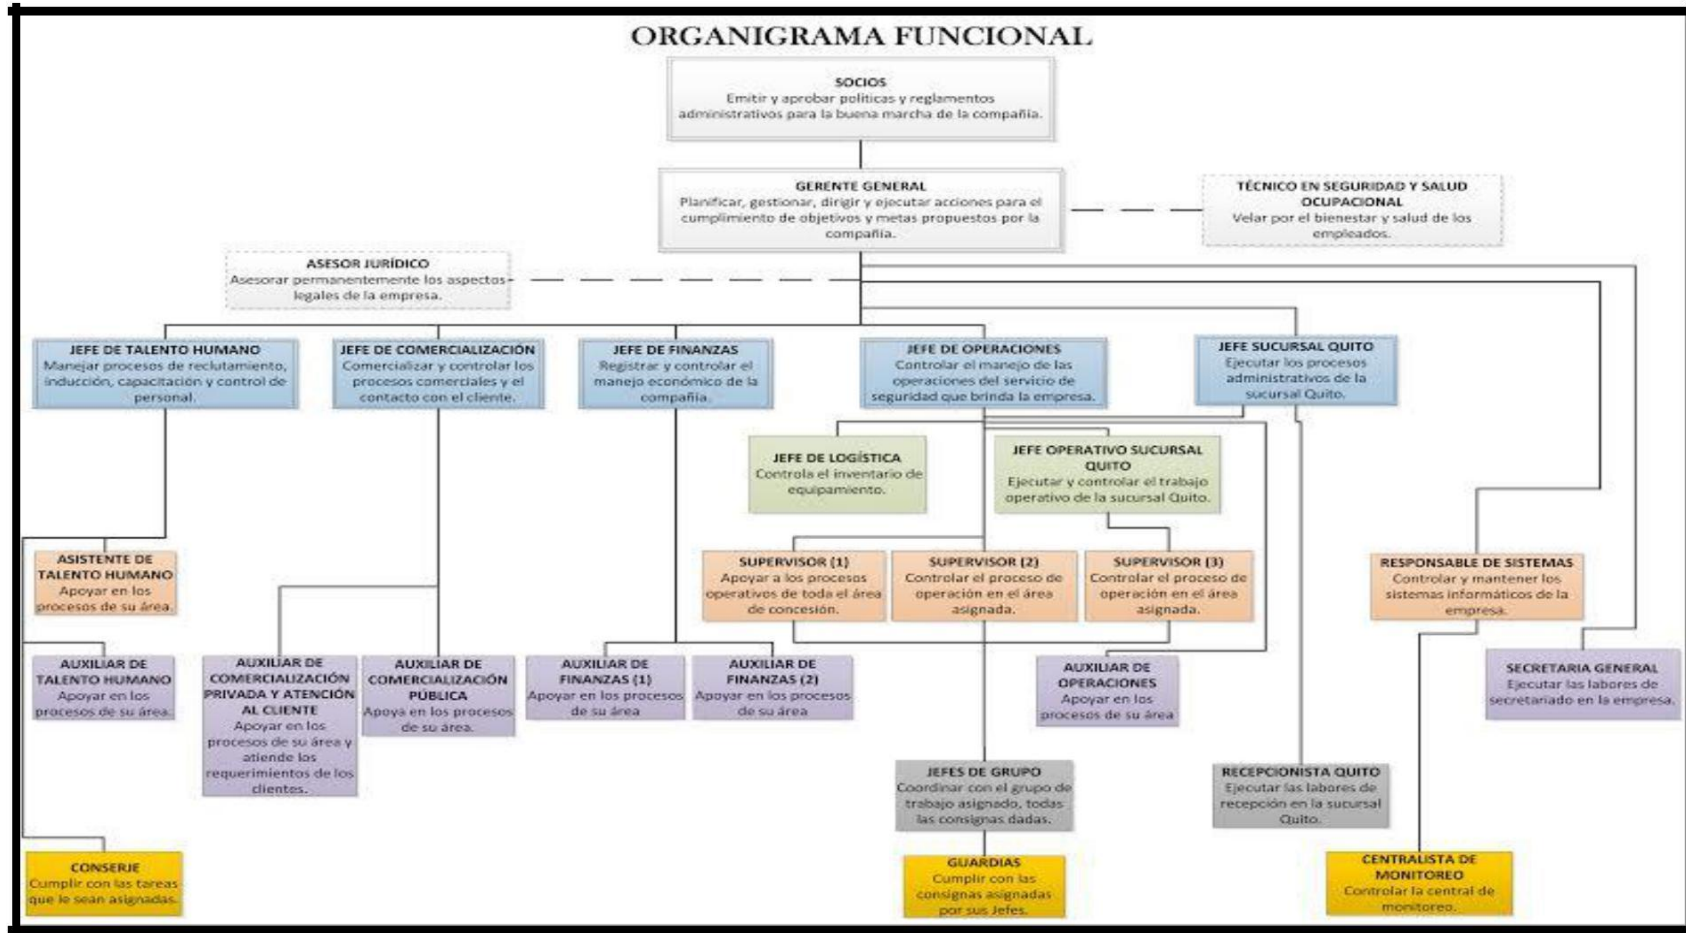 ORGANIGRAMA FUNCIONAL
SOCIOS
Emitir y aprobar políticas y reglamentos
administrativos para la buena marcha de la compañía.
GERENTE GENERAL
Planificar, gestionar, dirigir y ejecutar acciones para el
cumplimiento de objetivos y metas propuestos por la
compañía.
TÉCNICO EN SEGURIDAD Y SALUD
OCUPACIONAL
Velar por el bienestar y salud de los
empleados.
ASESOR JURÍDICO
Asesorar permanentemente los aspectos
legales de la empresa.
JEFE DE TALENTO HUMANO
Manejar procesos de reclutamiento,
inducción, capacitación y control de
personal.
JEFE DE COMERCIALIZACIÓN
Comercializar y controlar los
procesos comerciales y el
contacto con el cliente.
JEFE DE FINANZAS
Registrar y controlar el
manejo económico de la
compañía.
JEFE DE OPERACIONES
Controlar el manejo de las
operaciones del servicio de
seguridad que brinda la empresa.
JEFE SUCURSAL QUITO
Ejecutar los procesos
administrativos de la
sucursal Quito.
JEFE DE LOGÍSTICA
Controla el inventario de
equipamiento.
JEFE OPERATIVO SUCURSAL
QUITO
Ejecutar y controlar el trabajo
operativo de la sucursal Quito.
ASISTENTE DE
TALENTO HUMANO
Apoyar en los
procesos de su área.
SUPERVISOR (1)
Apoyar a los procesos
operativos de toda el área
de concesión.
SUPERVISOR (2)
Controlar el proceso de
operación en el área
asignada.
SUPERVISOR (3)
Controlar el proceso de
operación en el área
asignada.
RESPONSABLE DE SISTEMAS
Controlar y mantener los
sistemas informáticos de la
empresa.
AUXILIAR DE
TALENTO HUMANO
Apoyar en los
procesos de su área.
AUXILIAR DE
COMERCIALIZACIÓN
PRIVADA Y ATENCIÓN
AL CLIENTE
Apoyar en los
procesos de su área y
atiende los
requerimientos de los
clientes.
AUXILIAR DE
COMERCIALIZACIÓN
PÚBLICA
Apoya en los procesos
de su área.
AUXILIAR DE
FINANZAS (1)
Apoyar en los procesos
de su área
AUXILIAR DE
FINANZAS (2)
Apoyar en los procesos
de su área
AUXILIAR DE
OPERACIONES
Apoyar en los
procesos de su área
SECRETARIA GENERAL
Ejecutar las labores de
secretariado en la empresa.
JEFES DE GRUPO
Coordinar con el grupo de
trabajo asignado, todas
las consignas dadas.
RECEPCIONISTA QUITO
Ejecutar las labores de
recepción en la sucursal
Quito.
CONSERJE
Cumplir con las tareas
que le sean asignadas.
GUARDIAS
Cumplir con las
consignas asignadas
por sus Jefes.
CENTRALISTA DE
MONITOREO
Controlar la central de
monitoreo.